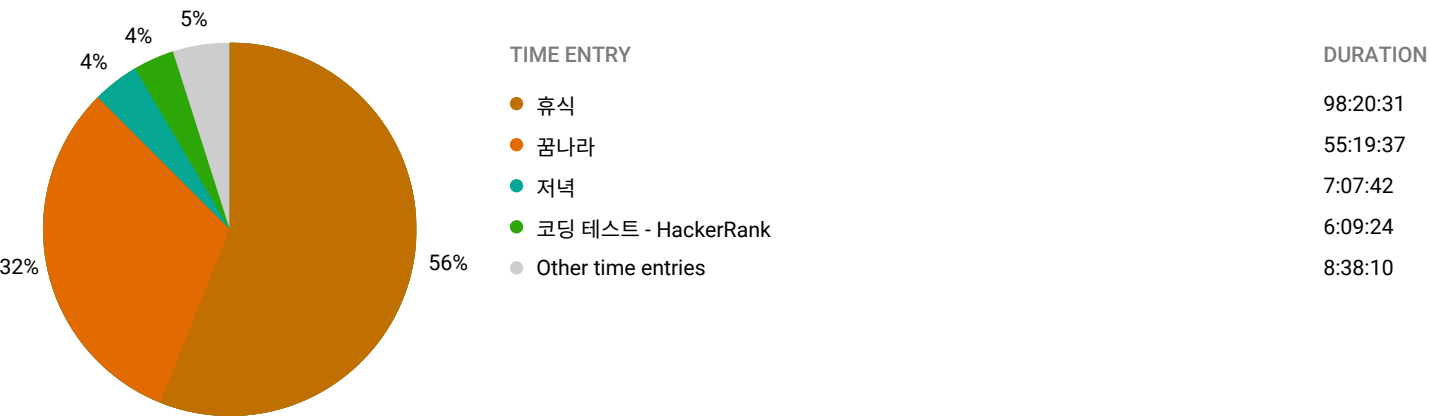 5%
4%
4%
32%
56%
TIME ENTRY DURATION
휴식 98:20:31
꿈나라 55:19:37
저녁 7:07:42
코딩 테스트 - HackerRank 6:09:24
Other time entries 8:38:10